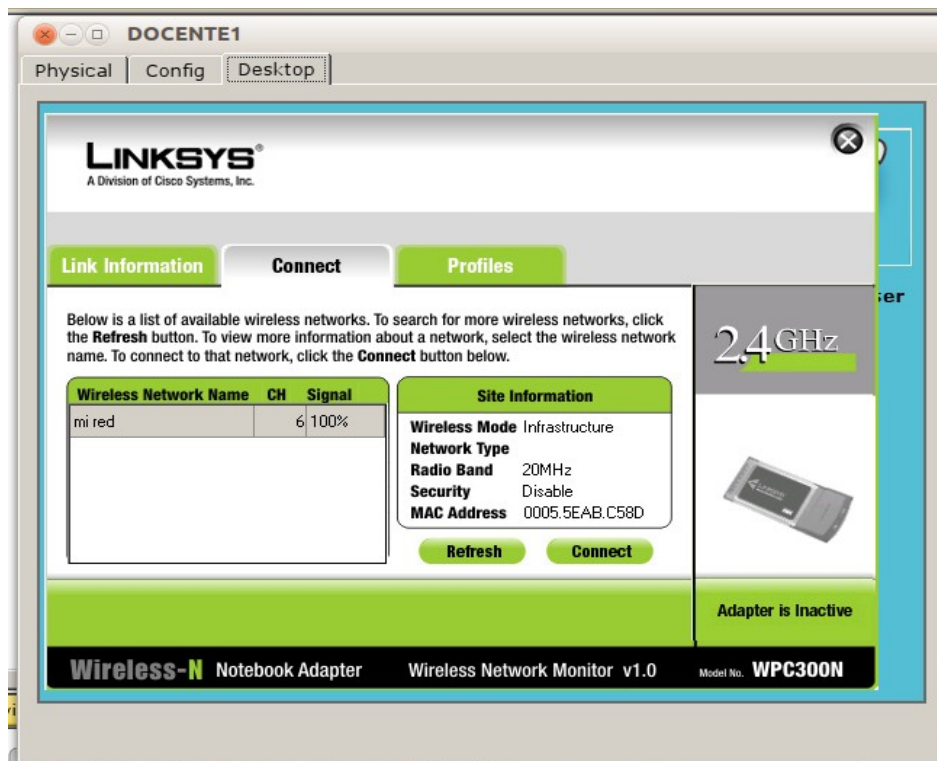 DOCENTE1
Physical Config Desktop
LINKSYS®
A Division of Cisco Systems, Inc.
Link Information Connect Profiles
Below is a list of available wireless networks. To search for more wireless networks, click
the Refresh button. To view more information about a network, select the wireless network
name. To connect to that network, click the Connect button below.
2.4GHz
Wireless Network Name CH Signal
mi red 6 100%
Site Information
Wireless Mode Infrastructure
Network Type
Radio Band 20MHz
Security Disable
MAC Address 0005.5EAB.C58D
Refresh Connect
Adapter is Inactive
Wireless-N Notebook Adapter Wireless Network Monitor v1.0 Model No. WPC300N
ser